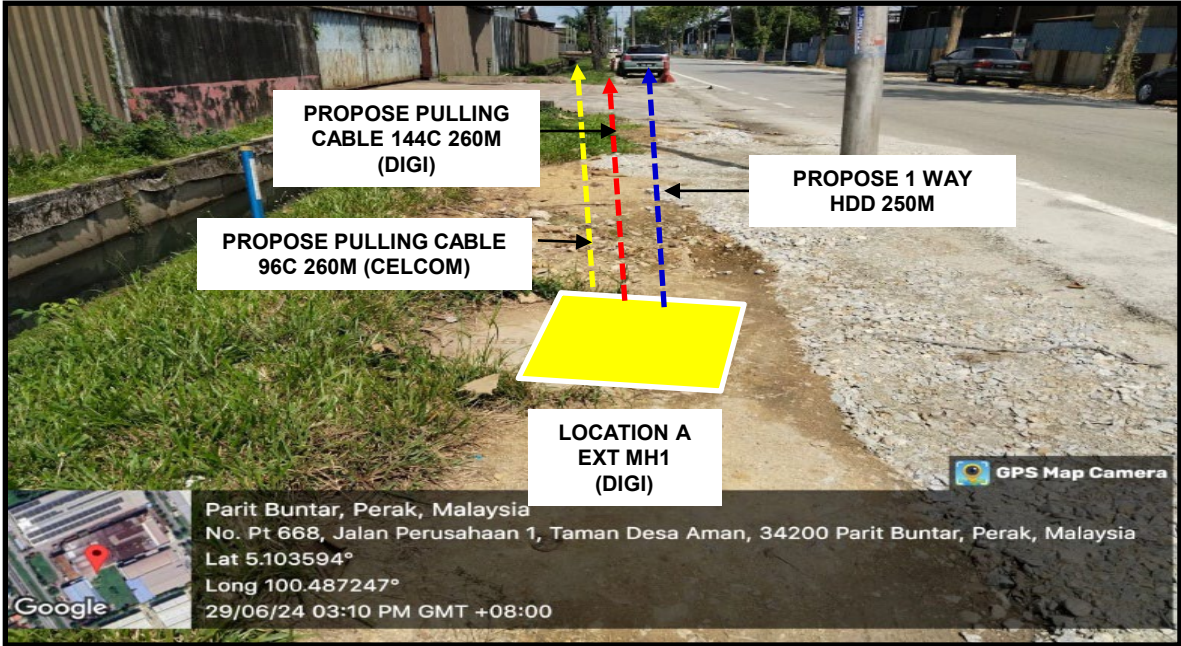 PROPOSE PULLING
CABLE 144C 260M
(DIGI)
PROPOSE 1 WAY
HDD 250M
PROPOSE PULLING CABLE
96C 260M (CELCOM)
LOCATION A
EXT MH1
(DIGI)
GPS Map Camera
Parit Buntar, Perak, Malaysia
No. Pt 668, Jalan Perusahaan 1, Taman Desa Aman, 34200 Parit Buntar, Perak, Malaysia
Lat 5.103594°
Long 100.487247°
29/06/24 03:10 PM GMT +08:00
Google